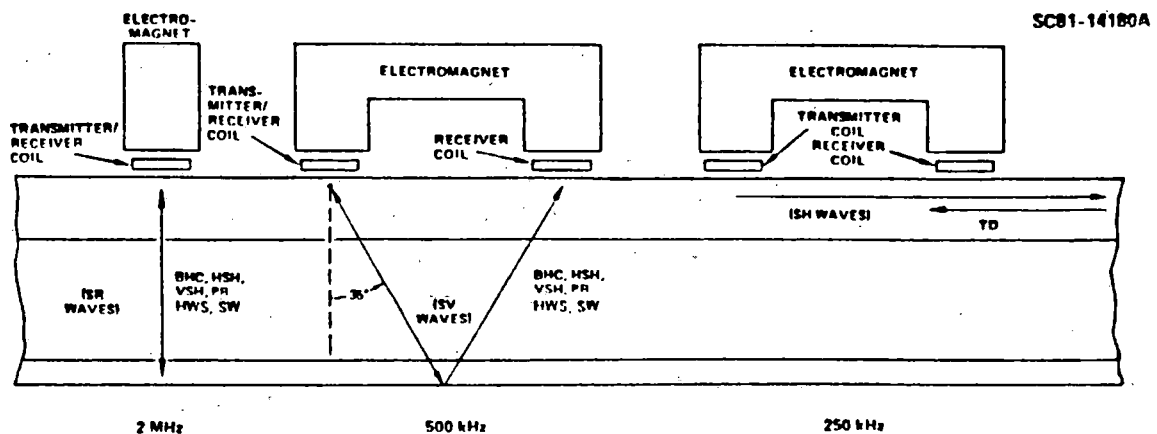 SC81-14180A
ELECTRO-
MAGNET
TRANSMITTER/
RECEIVER
COIL
ELECTROMAGNET
TRANS-
MITTER/
RECEIVER
COIL
RECEIVER
COIL
ELECTROMAGNET
TRANSMITTER
COIL
RECEIVER
COIL
(SR
WAVES)
BHC, HSH,
VSH, PR
HWS, SW
35°
(SV
WAVES)
BHC, HSH,
VSH, PR
HWS, SW
(SH WAVES)
TD
2 MHz
500 kHz
250 kHz